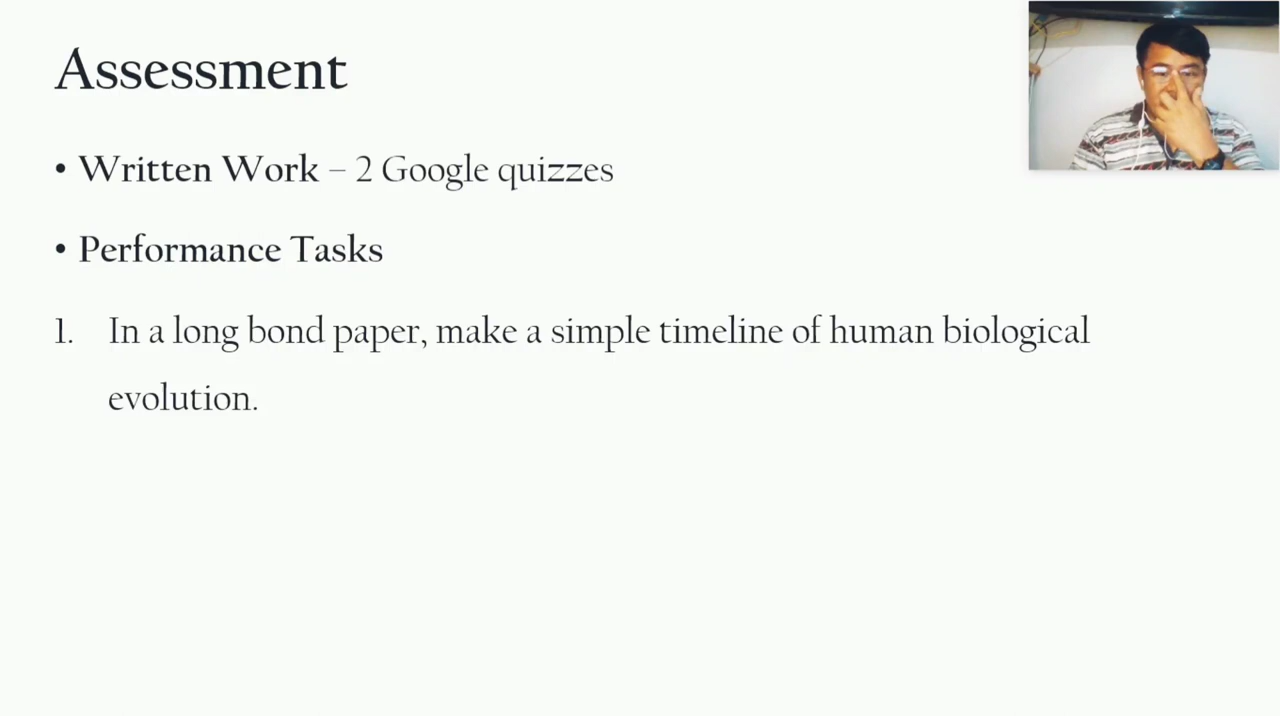 Assessment
• Written Work – 2 Google quizzes
• Performance Tasks
1. In a long bond paper, make a simple timeline of human biological
evolution.